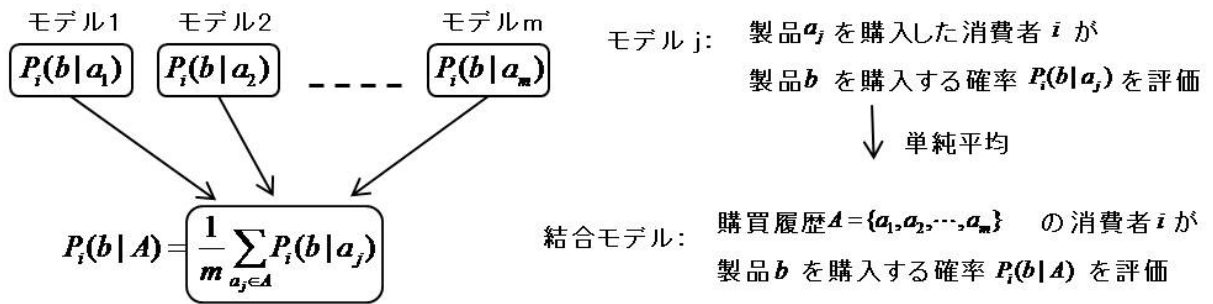 モデル1 モデル2 モデルm
P_i(b|a_1) P_i(b|a_2) ---- P_i(b|a_m)
P_i(b|A)= 1/m ∑_{a_j∈A} P_i(b|a_j)
モデルj: 製品a_jを購入した消費者iが
製品b を購入する確率 P_i(b|a_j)を評価
単純平均
結合モデル: 購買履歴A={a_1,a_2,…,a_m} の消費者iが
製品b を購入する確率 P_i(b|A) を評価